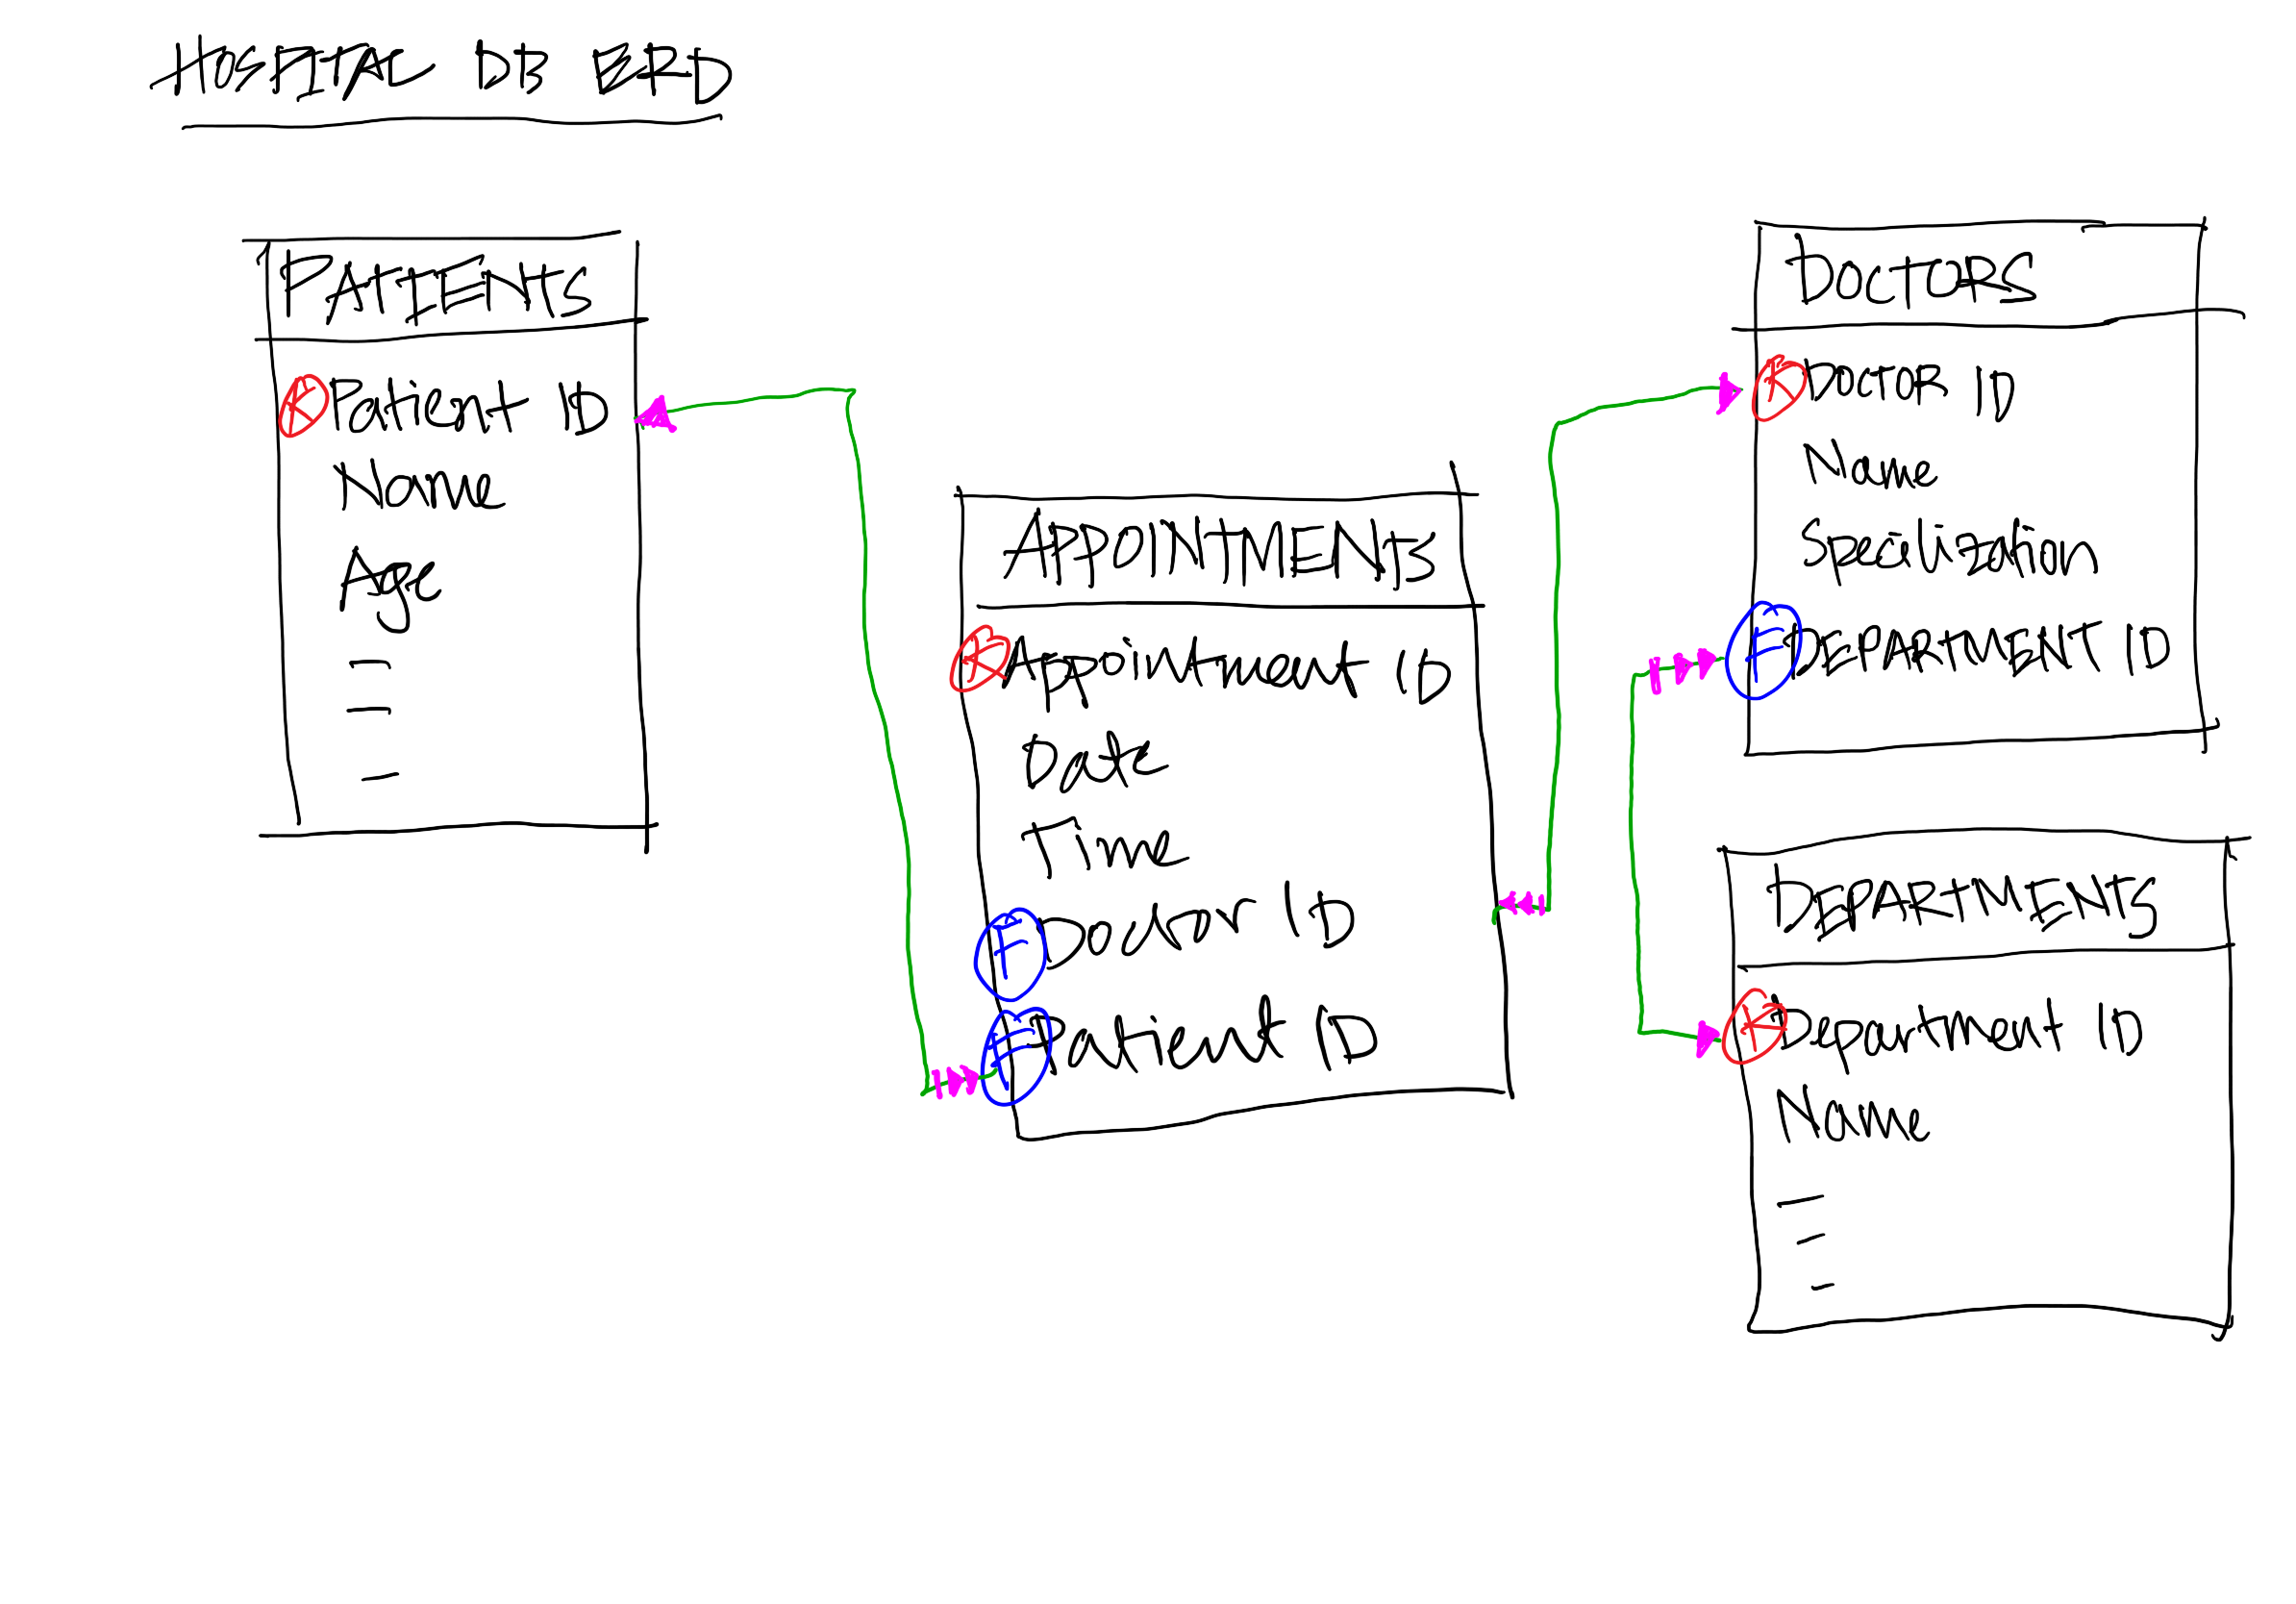 HOSPITAL DB ERD
PATIENTS
K Patient ID
Name
Age
APPOINTMENTS
K Appointment ID
Date
Time
F Doctor ID
F Patient ID
DOCTORS
K DOCTOR ID
Name
Specilization
F DEPARTMENT ID
DEPARTMENTS
K Department ID
Name